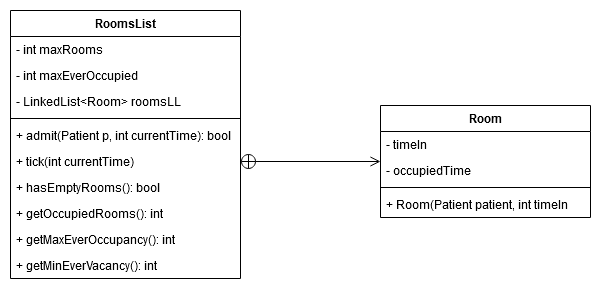 RoomsList
- int maxRooms
- int maxEverOccupied
- LinkedList<Room> roomsLL
+ admit(Patient p, int currentTime): bool
+ tick(int currentTime)
+ hasEmptyRooms(): bool
+ getOccupiedRooms(): int
+ getMaxEverOccupancy(): int
+ getMinEverVacancy(): int
Room
- timeIn
- occupiedTime
+ Room(Patient patient, int timeIn